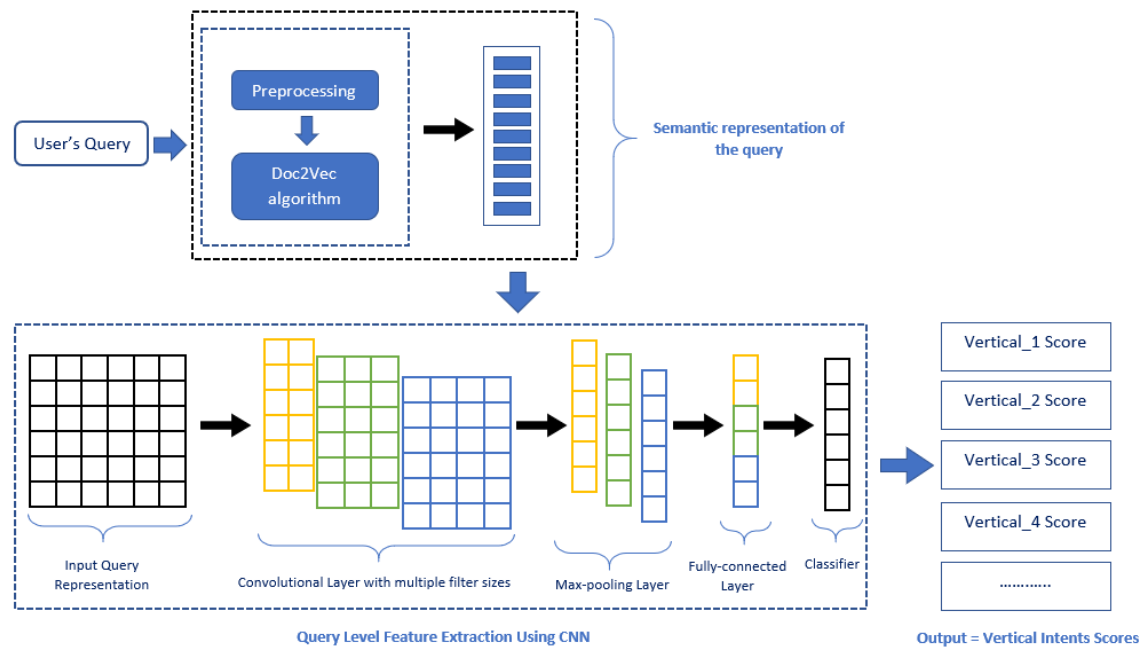 User's Query
Preprocessing
Doc2Vec
algorithm
Semantic representation of
the query
Input Query
Representation
Convolutional Layer with multiple filter sizes
Max-pooling Layer
Fully-connected
Layer
Classifier
Query Level Feature Extraction Using CNN
Vertical_1 Score
Vertical_2 Score
Vertical_3 Score
Vertical_4 Score
............
Output = Vertical Intents Scores